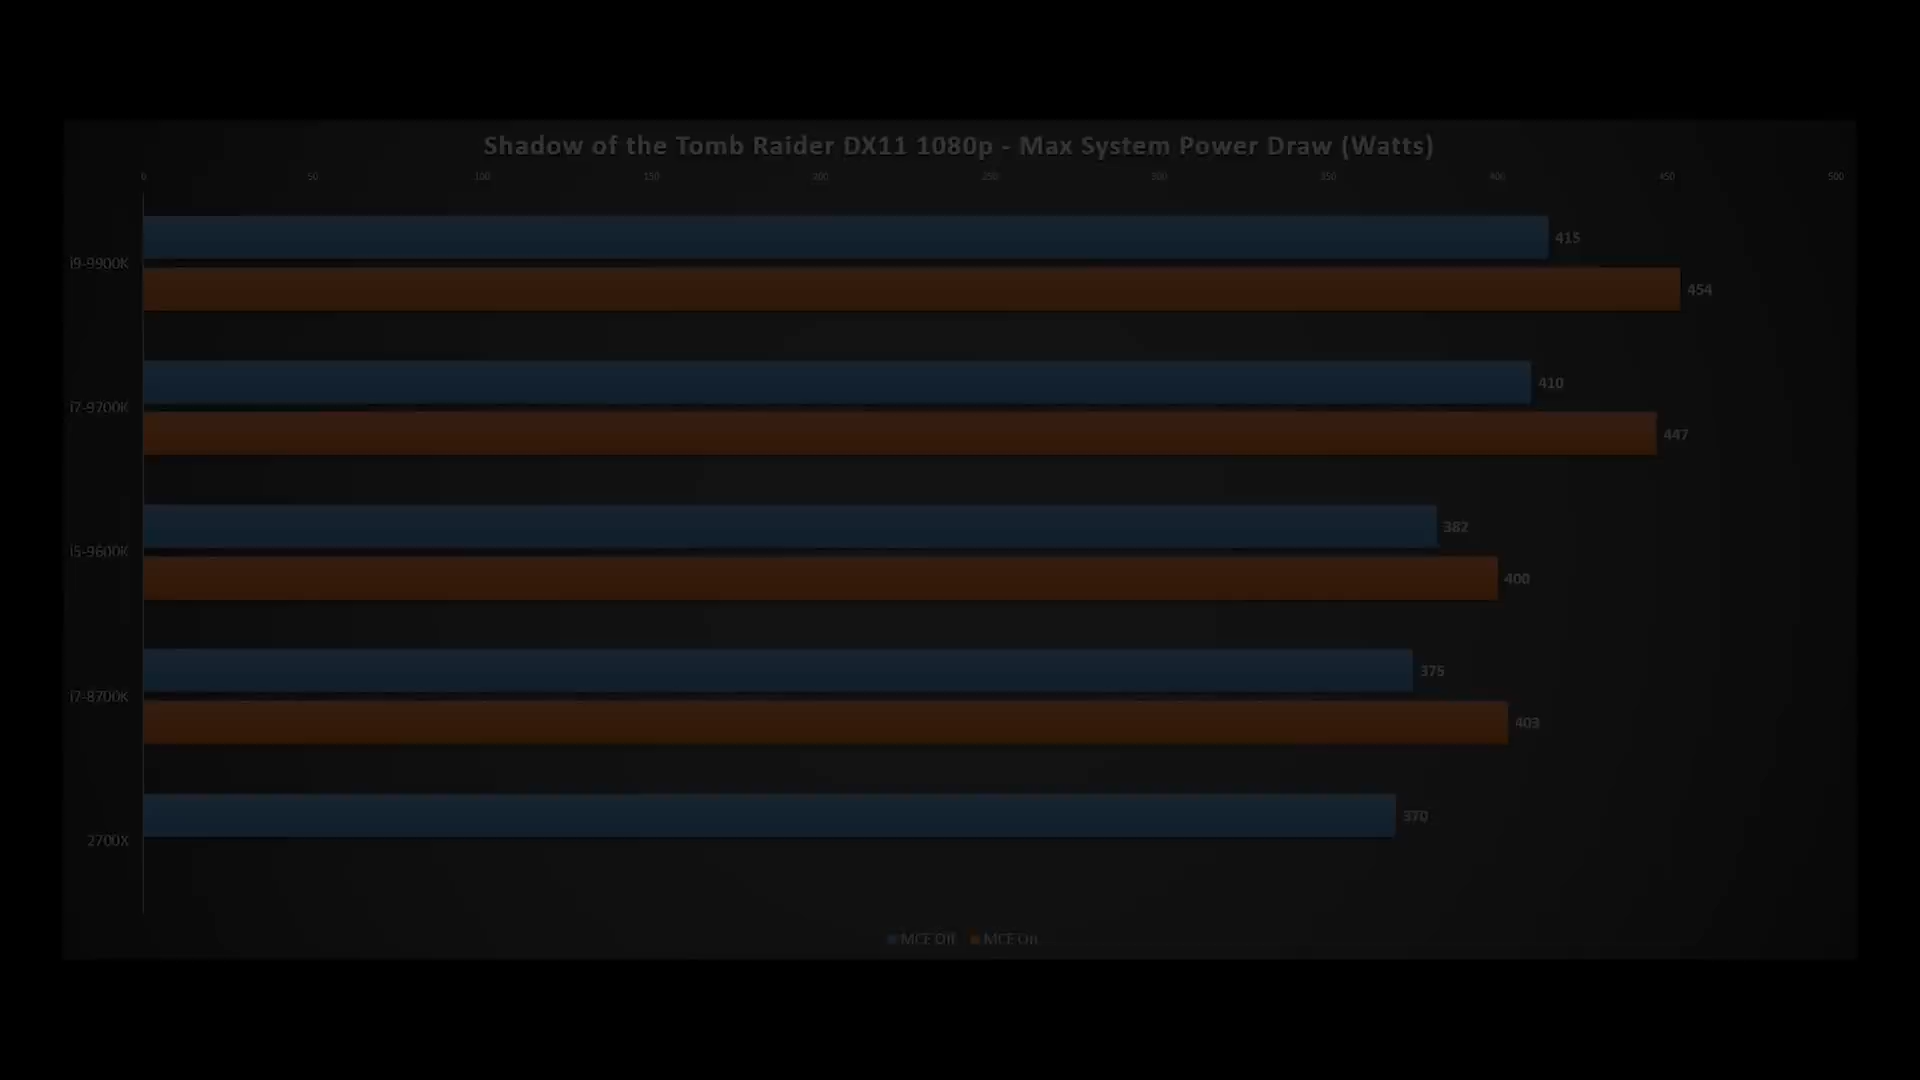 Shadow of the Tomb Raider DX11 1080p - Max System Power Draw (Watts)
0 50 100 150 200 250 300 350 400 450 500
415
i9-9900K
454
410
i7-9700K
447
382
i5-9600K
400
375
i7-8700K
403
370
2700X
MCE Off MCE On